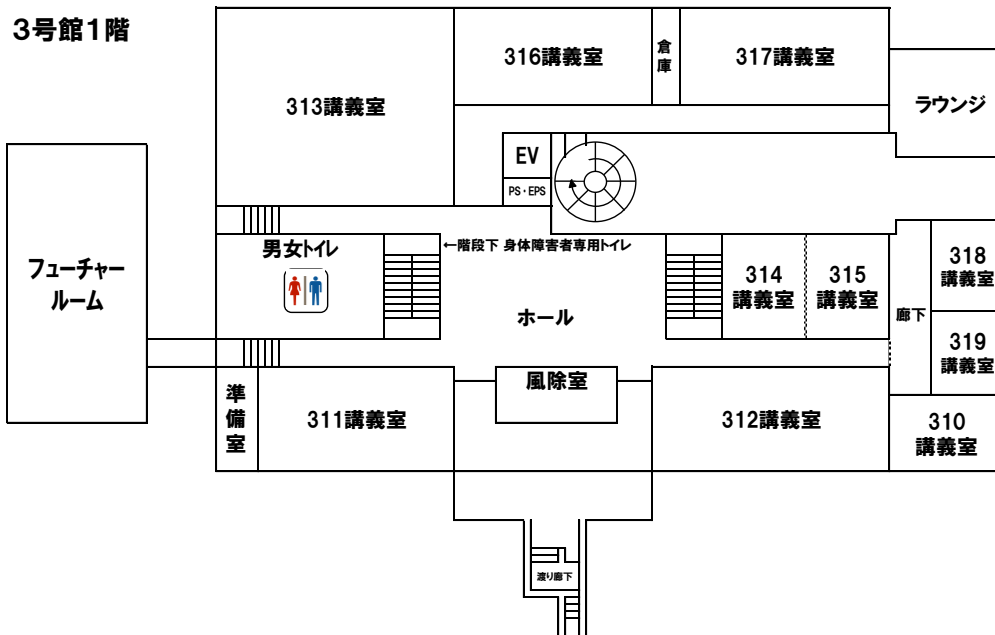 3号館1階
316講義室
倉庫
317講義室
313講義室
ラウンジ
EV
PS・EPS
男女トイレ
←階段下 身体障害者専用トイレ
フューチャー
ルーム
314
講義室
315
講義室
318
講義室
廊下
ホール
319
講義室
風除室
準備室
311講義室
312講義室
310
講義室
渡り廊下